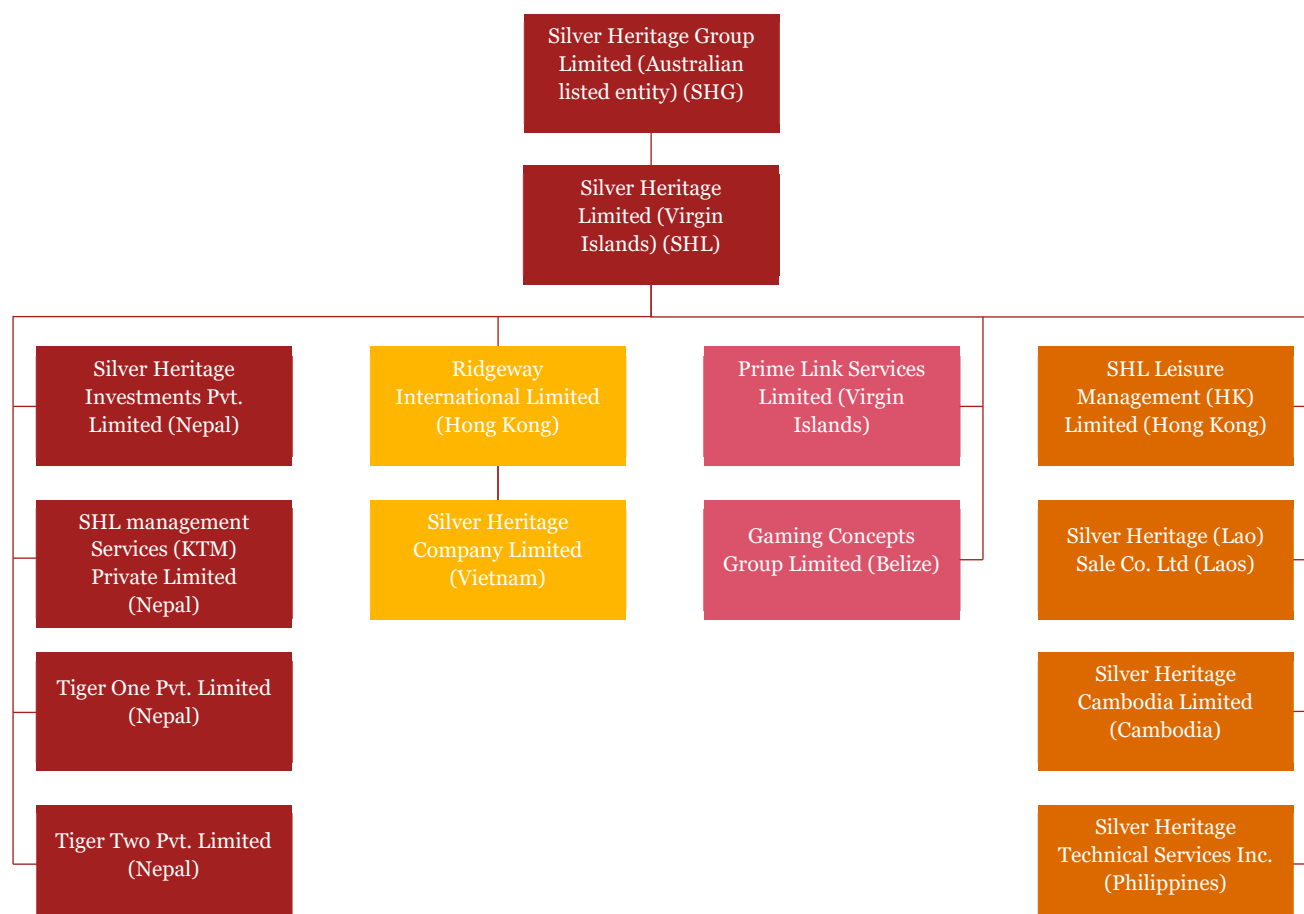 Silver Heritage Group
Limited (Australian
listed entity) (SHG)
Silver Heritage
Limited (Virgin
Islands) (SHL)
Silver Heritage
Investments Pvt.
Limited (Nepal)
Ridgeway
International Limited
(Hong Kong)
Prime Link Services
Limited (Virgin
Islands)
SHL Leisure
Management (HK)
Limited (Hong Kong)
SHL management
Services (KTM)
Private Limited
(Nepal)
Silver Heritage
Company Limited
(Vietnam)
Gaming Concepts
Group Limited (Belize)
Silver Heritage (Lao)
Sale Co. Ltd (Laos)
Tiger One Pvt. Limited
(Nepal)
Silver Heritage
Cambodia Limited
(Cambodia)
Tiger Two Pvt. Limited
(Nepal)
Silver Heritage
Technical Services Inc.
(Philippines)